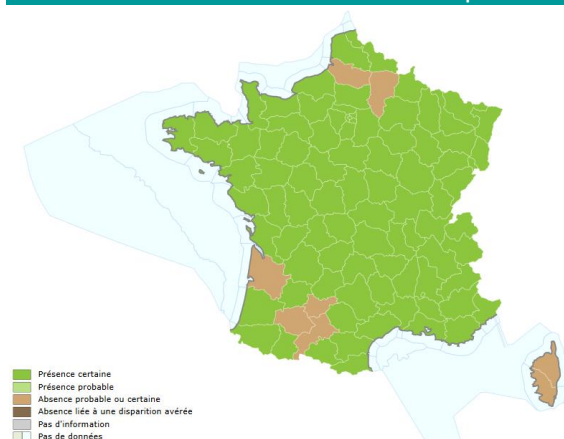 Présence certaine
Présence probable
Absence probable ou certaine
Absence liée à une disparition avérée
Pas d'information
Pas de données